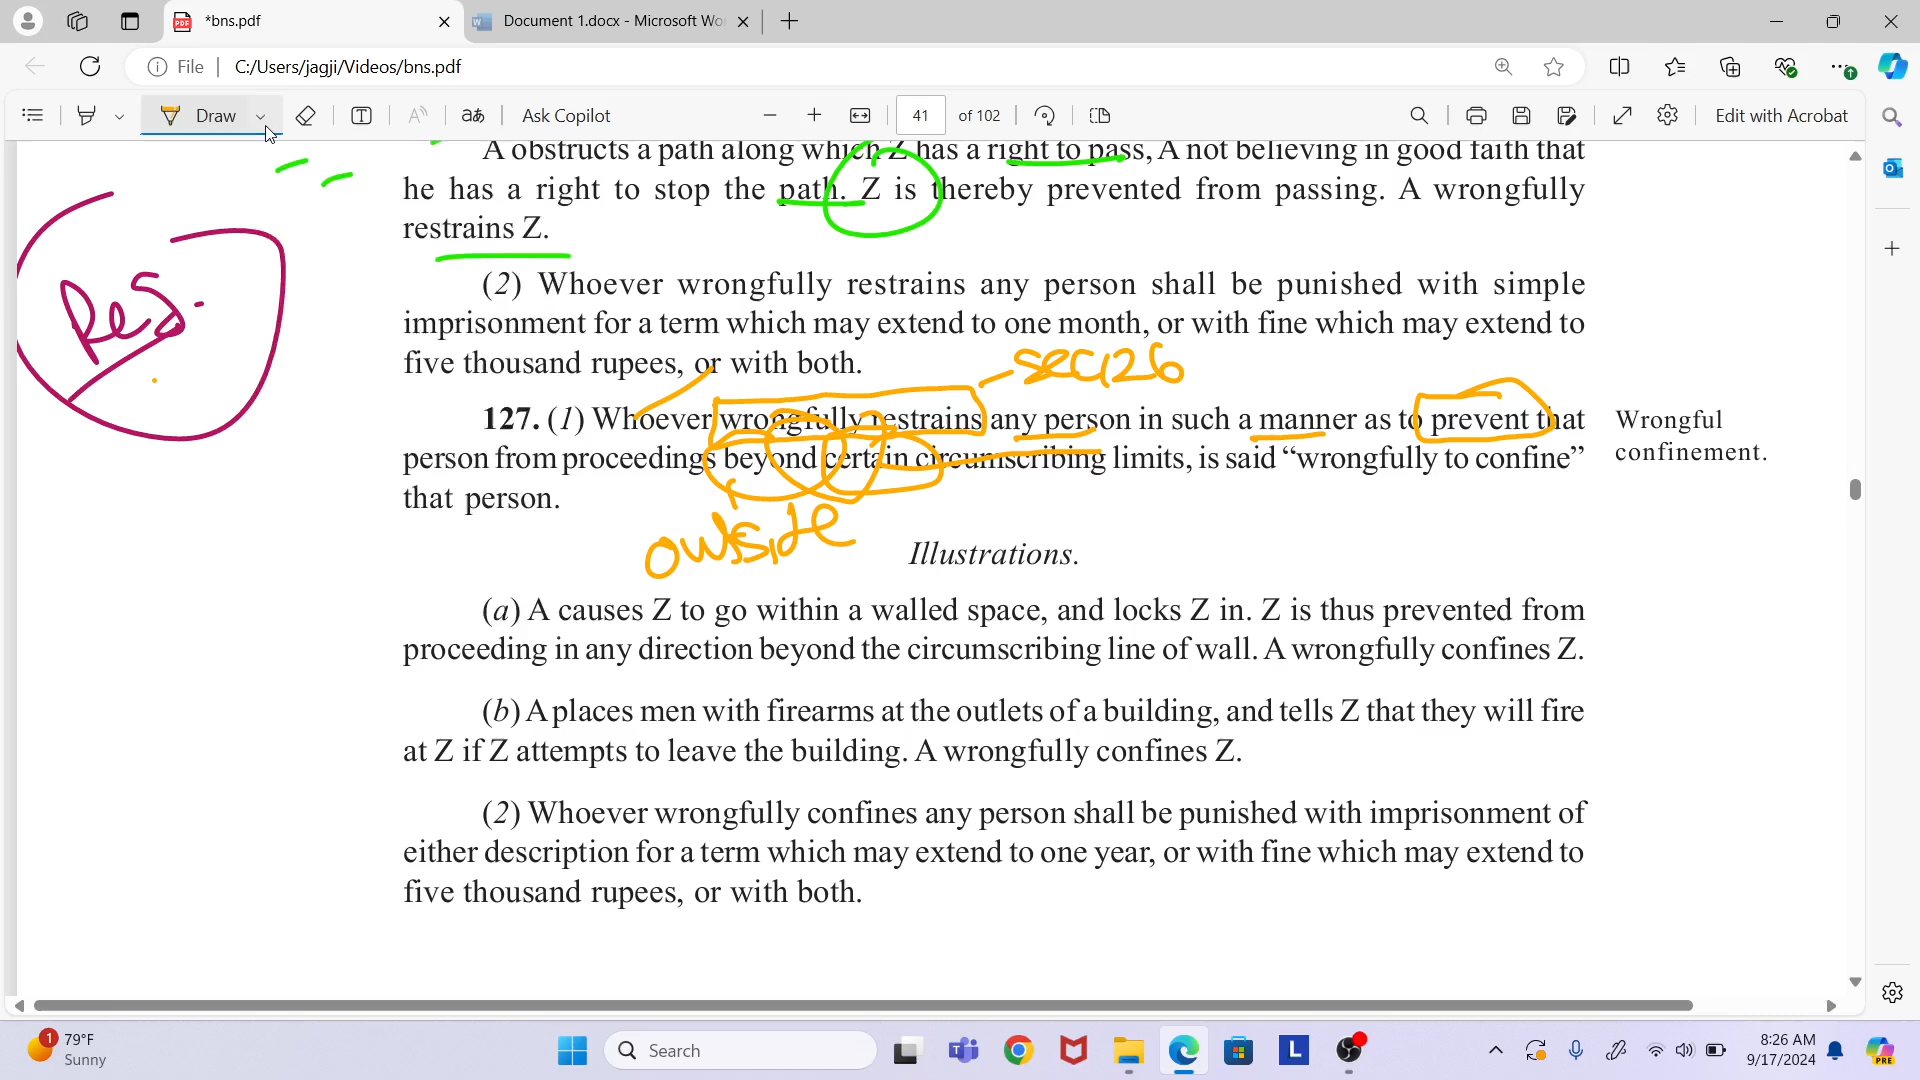 *bns.pdf
Document 1.docx - Microsoft Wo
File
C:/Users/jagji/Videos/bns.pdf
Draw
aあ
Ask Copilot
41 of 102
Edit with Acrobat
A obstructs a path along which Z has a right to pass, A not believing in good faith that
he has a right to stop the path. Z is thereby prevented from passing. A wrongfully
restrains Z.
(2) Whoever wrongfully restrains any person shall be punished with simple
imprisonment for a term which may extend to one month, or with fine which may extend to
five thousand rupees, or with both.
sec126
127. (1) Whoever wrongfully restrains any person in such a manner as to prevent that
person from proceedings beyond certain circumscribing limits, is said “wrongfully to confine”
that person.
Wrongful
confinement.
outside
Illustrations.
(a) A causes Z to go within a walled space, and locks Z in. Z is thus prevented from
proceeding in any direction beyond the circumscribing line of wall. A wrongfully confines Z.
(b) A places men with firearms at the outlets of a building, and tells Z that they will fire
at Z if Z attempts to leave the building. A wrongfully confines Z.
(2) Whoever wrongfully confines any person shall be punished with imprisonment of
either description for a term which may extend to one year, or with fine which may extend to
five thousand rupees, or with both.
1
79°F
Sunny
Search
L
8:26 AM
9/17/2024
PRE